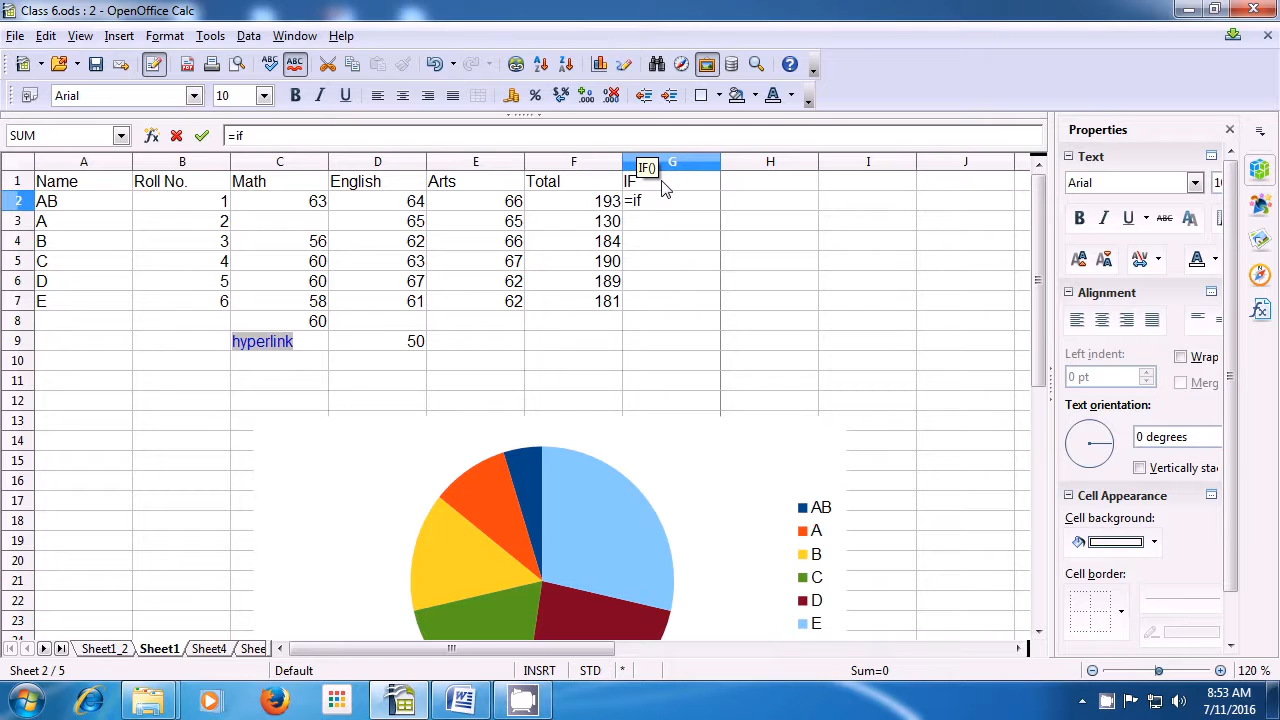 Class 6.ods : 2 - OpenOffice Calc
File Edit View Insert Format Tools Data Window Help
Arial 10
SUM =if
A B C D E F G H I J
IF()
1 Name Roll No. Math English Arts Total IF
2 AB 1 63 64 66 193 =if
3 A 2 65 65 130
4 B 3 56 62 66 184
5 C 4 60 63 67 190
6 D 5 60 67 62 189
7 E 6 58 61 62 181
8 60
9 hyperlink 50
10
11
12
13
14
15
16
17
18
19
20
21
22
23
AB
A
B
C
D
E
Properties
Text
Arial
Alignment
Left indent: Wrap
0 pt Merg
Text orientation:
0 degrees
Vertically sta
Cell Appearance
Cell background:
Cell border:
Sheet1_2 Sheet1 Sheet4 Shee
Sheet 2 / 5 Default INSRT STD * Sum=0 120 %
8:53 AM
7/11/2016